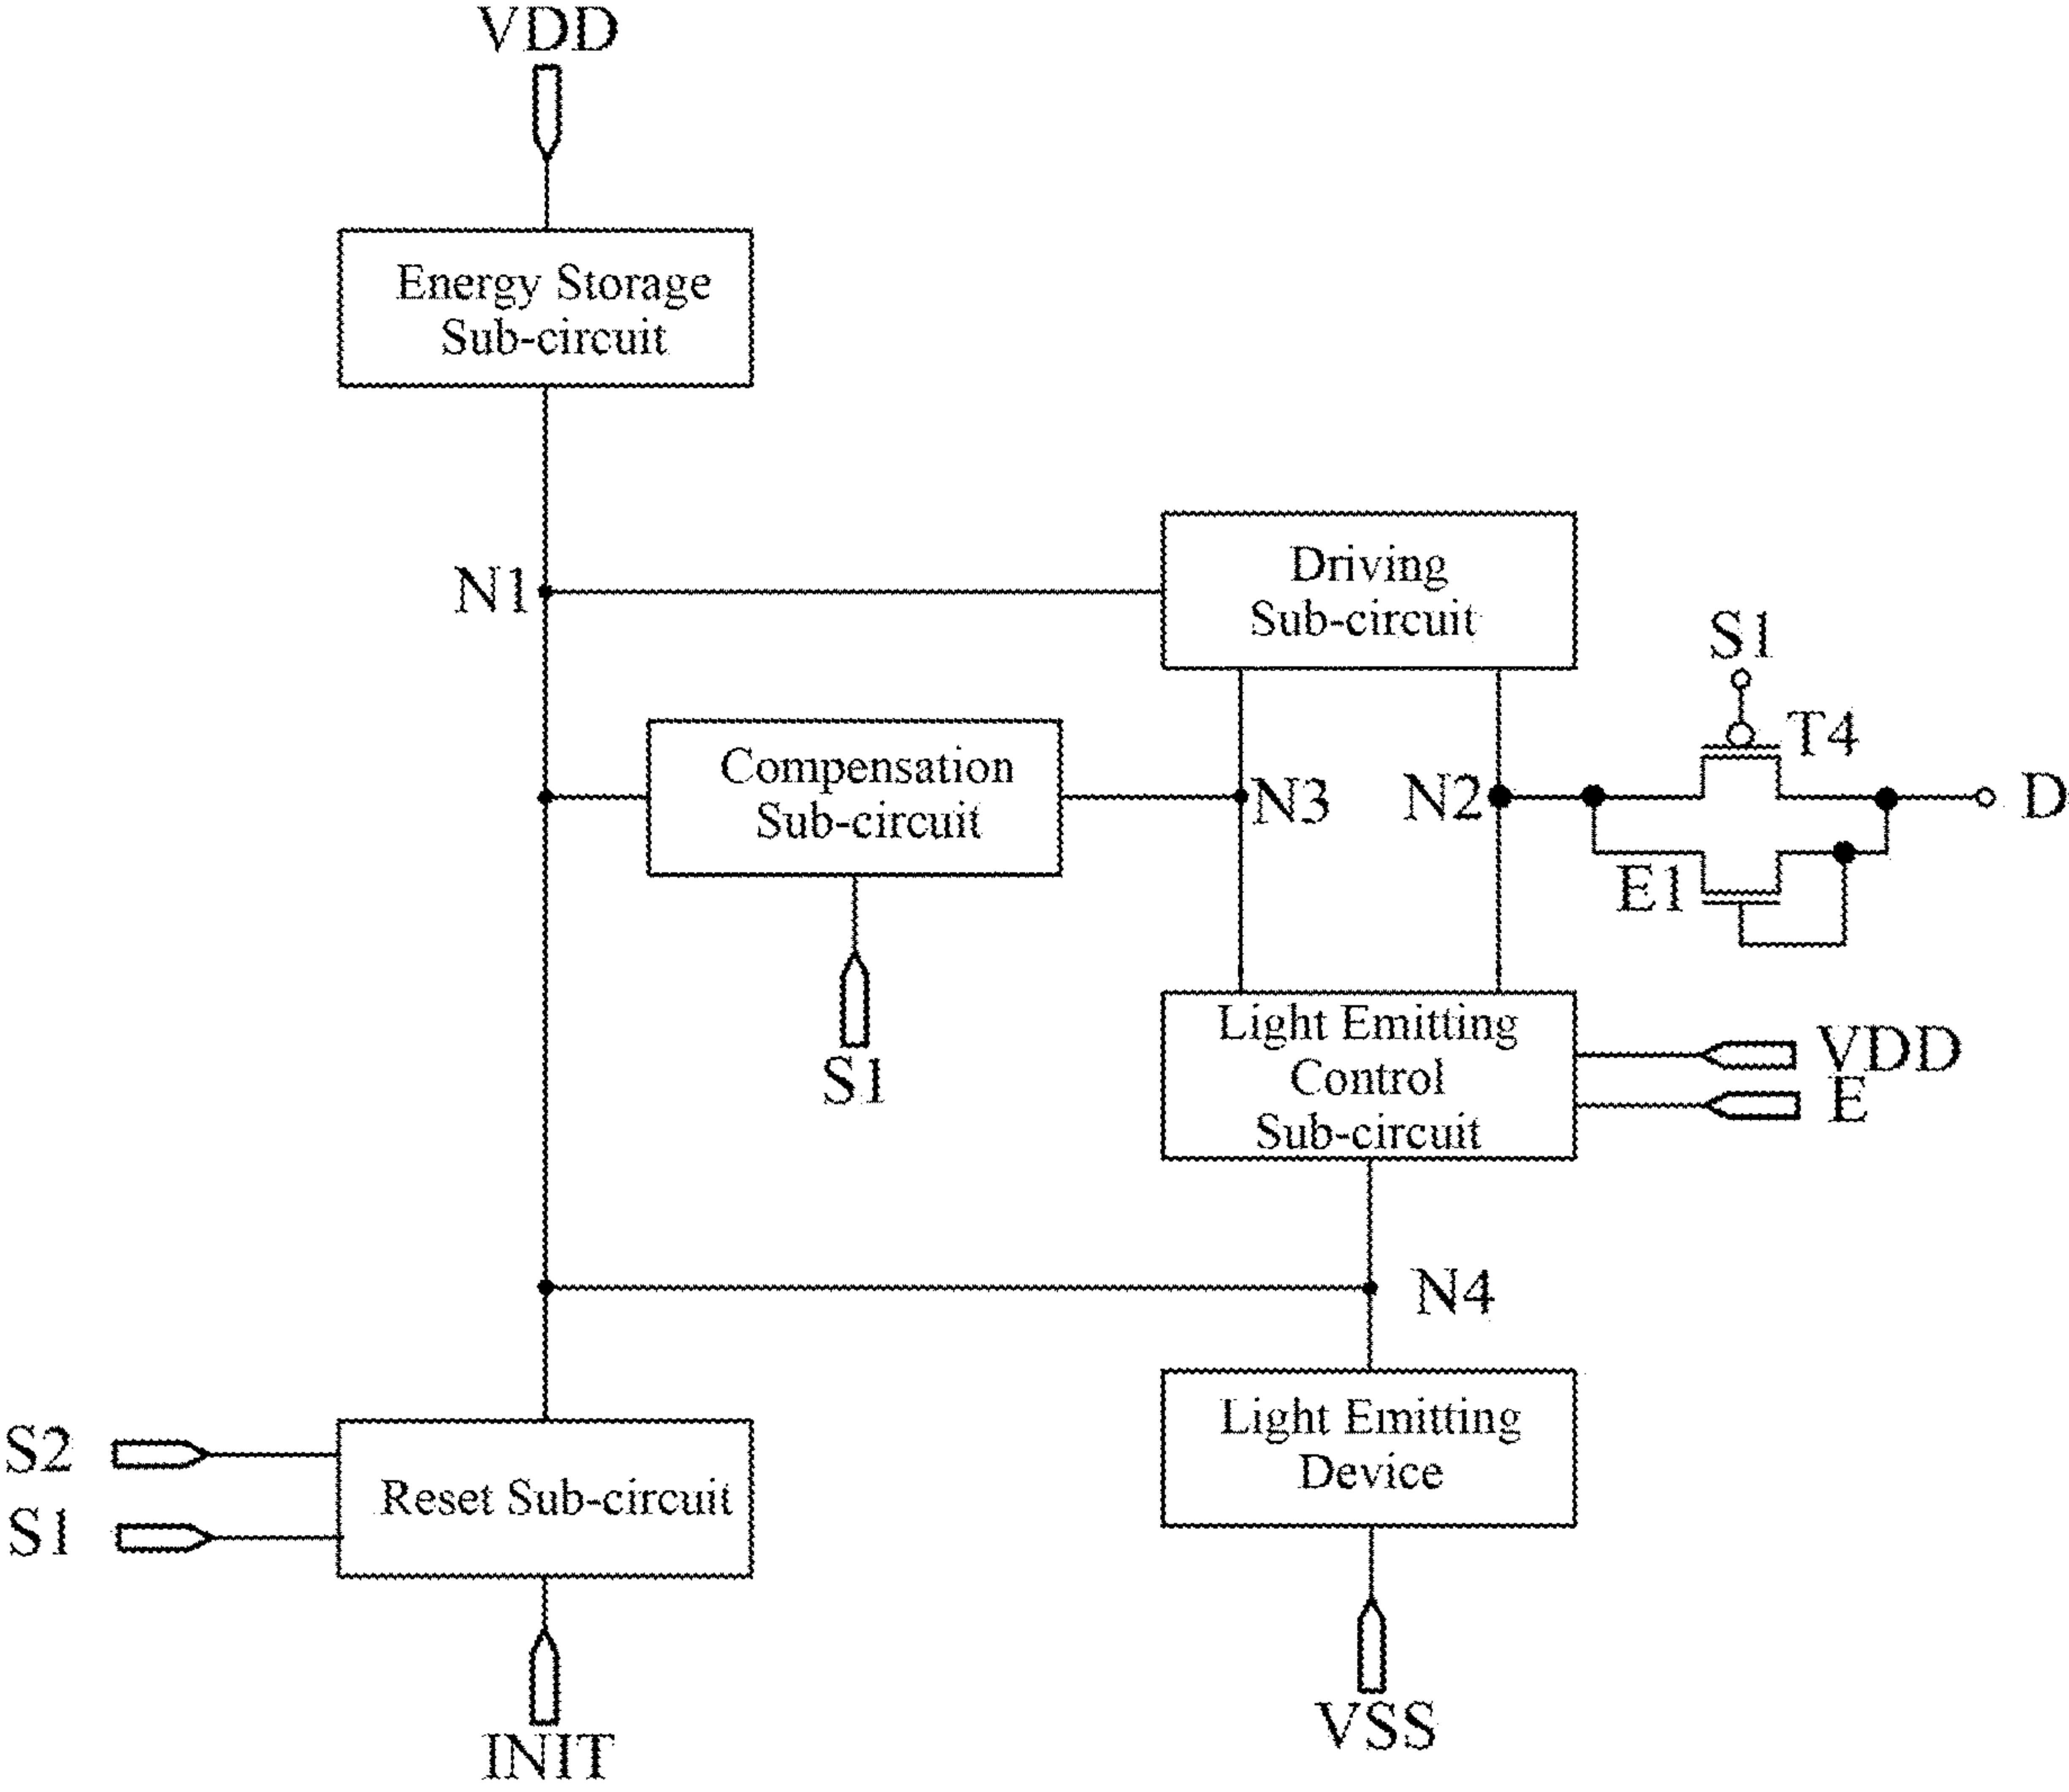 VDD
Energy Storage
Sub-circuit
N1
Driving
Sub-circuit
S1
T4
Compensation
Sub-circuit
N3
N2
D
E1
S1
Light Emitting
Control
Sub-circuit
VDD
E
N4
S2
S1
Reset Sub-circuit
Light Emitting
Device
INIT
VSS